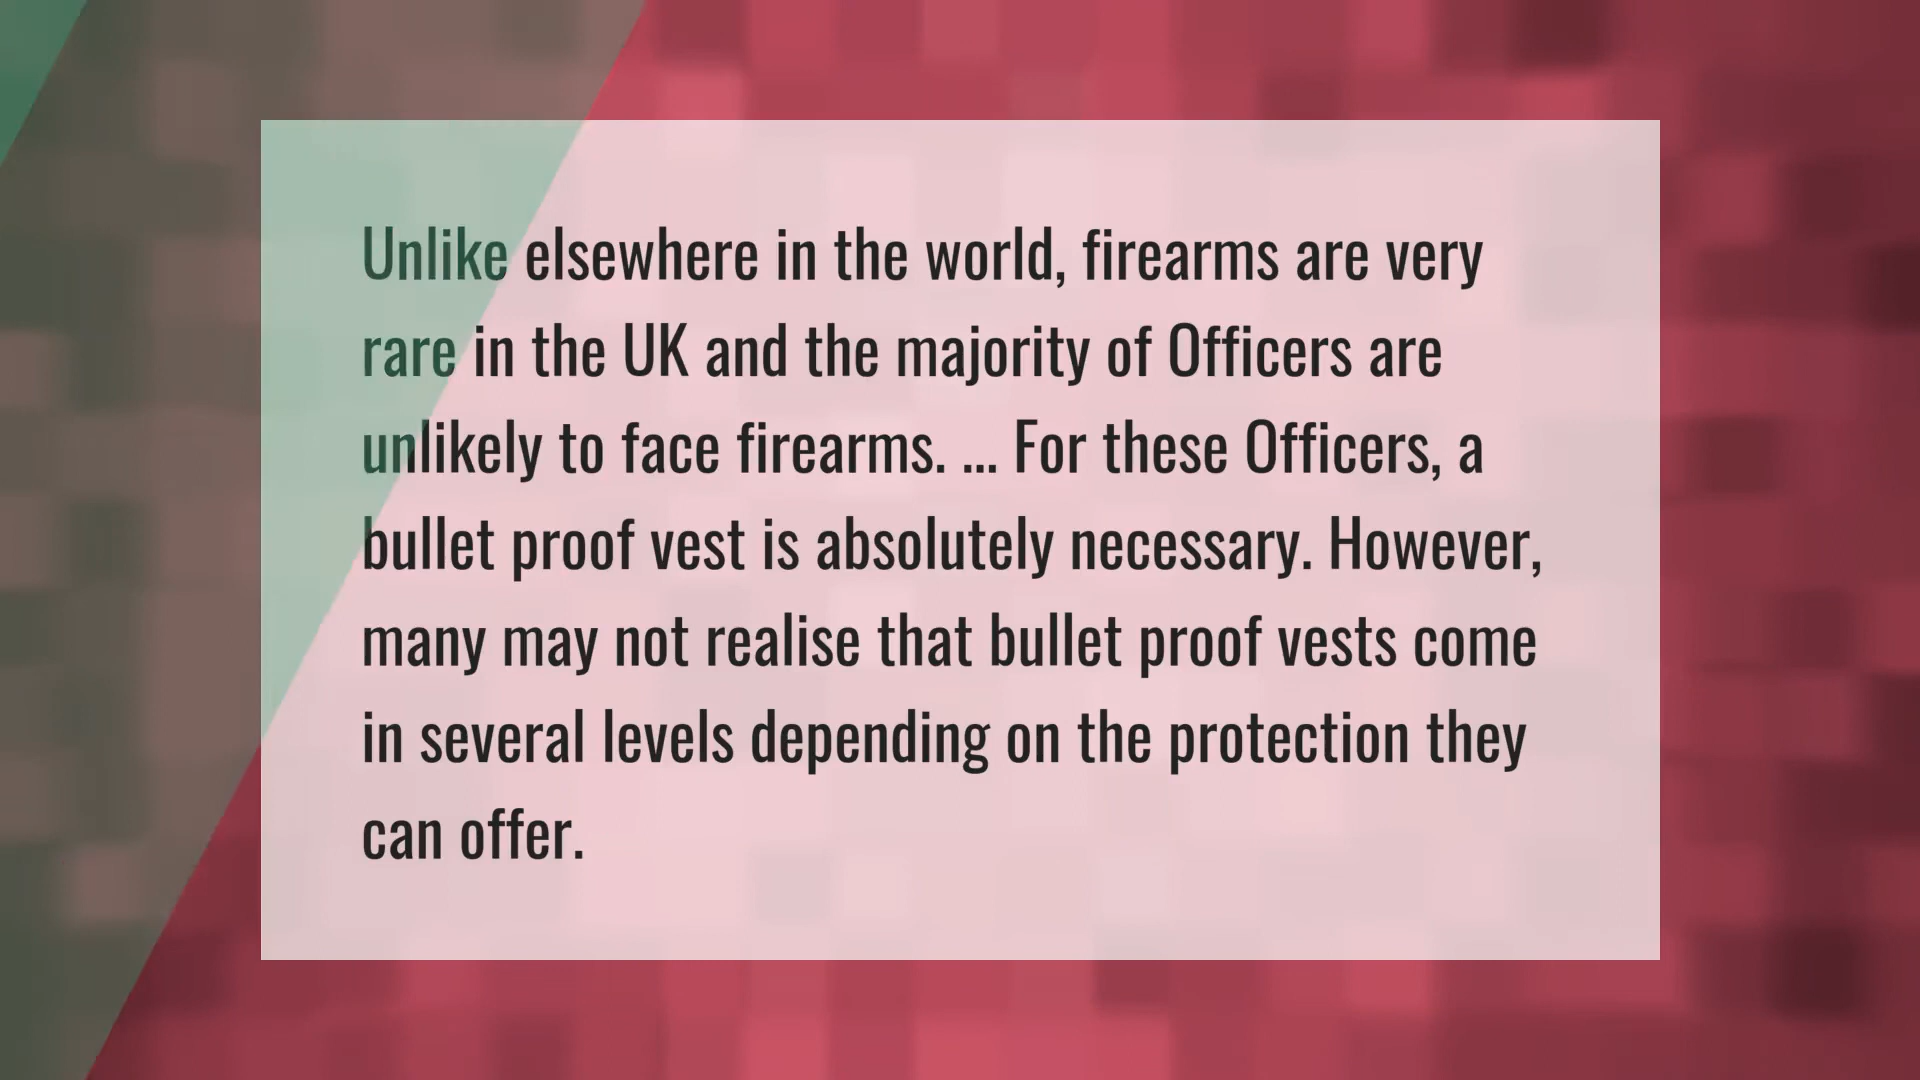 Unlike elsewhere in the world, firearms are very
rare in the UK and the majority of Officers are
unlikely to face firearms. ... For these Officers, a
bullet proof vest is absolutely necessary. However,
many may not realise that bullet proof vests come
in several levels depending on the protection they
can offer.